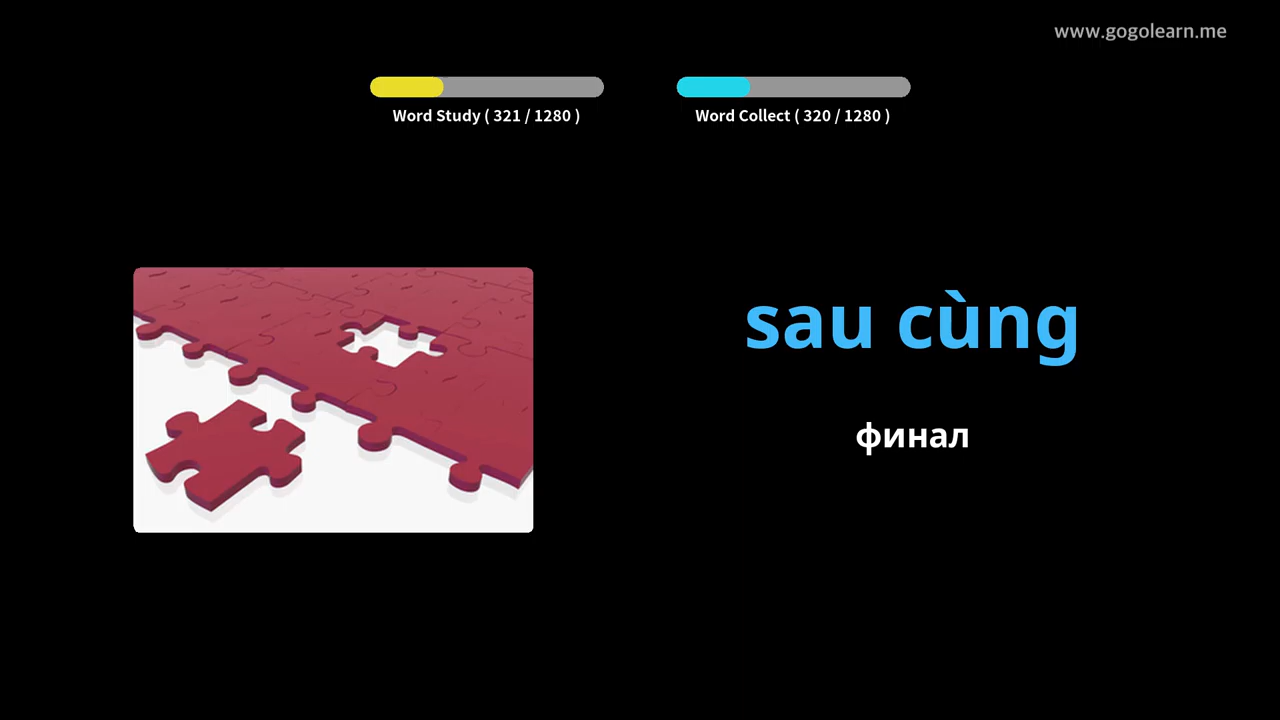 www.gogolearn.me
Word Study ( 321 / 1280 )
Word Collect ( 320 / 1280 )
sau cùng
финал